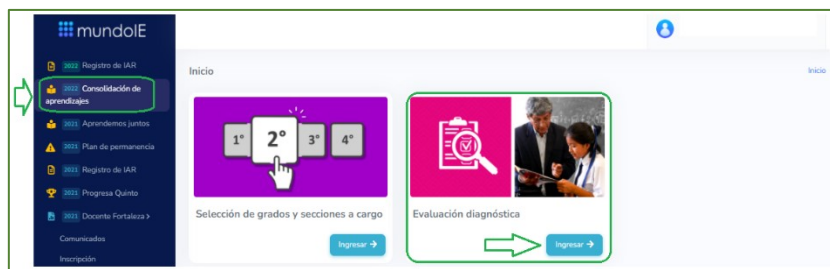 mundoIE
2022 Registro de IAR
2022 Consolidación de
aprendizajes
2021 Aprendemos juntos
2021 Plan de permanencia
2021 Registro de IAR
2021 Progresa Quinto
2021 Docente Fortaleza >
Comunicados
Inscripción
Inicio
Inicio
1° 2° 3° 4°
Selección de grados y secciones a cargo
Ingresar →
Evaluación diagnóstica
Ingresar →